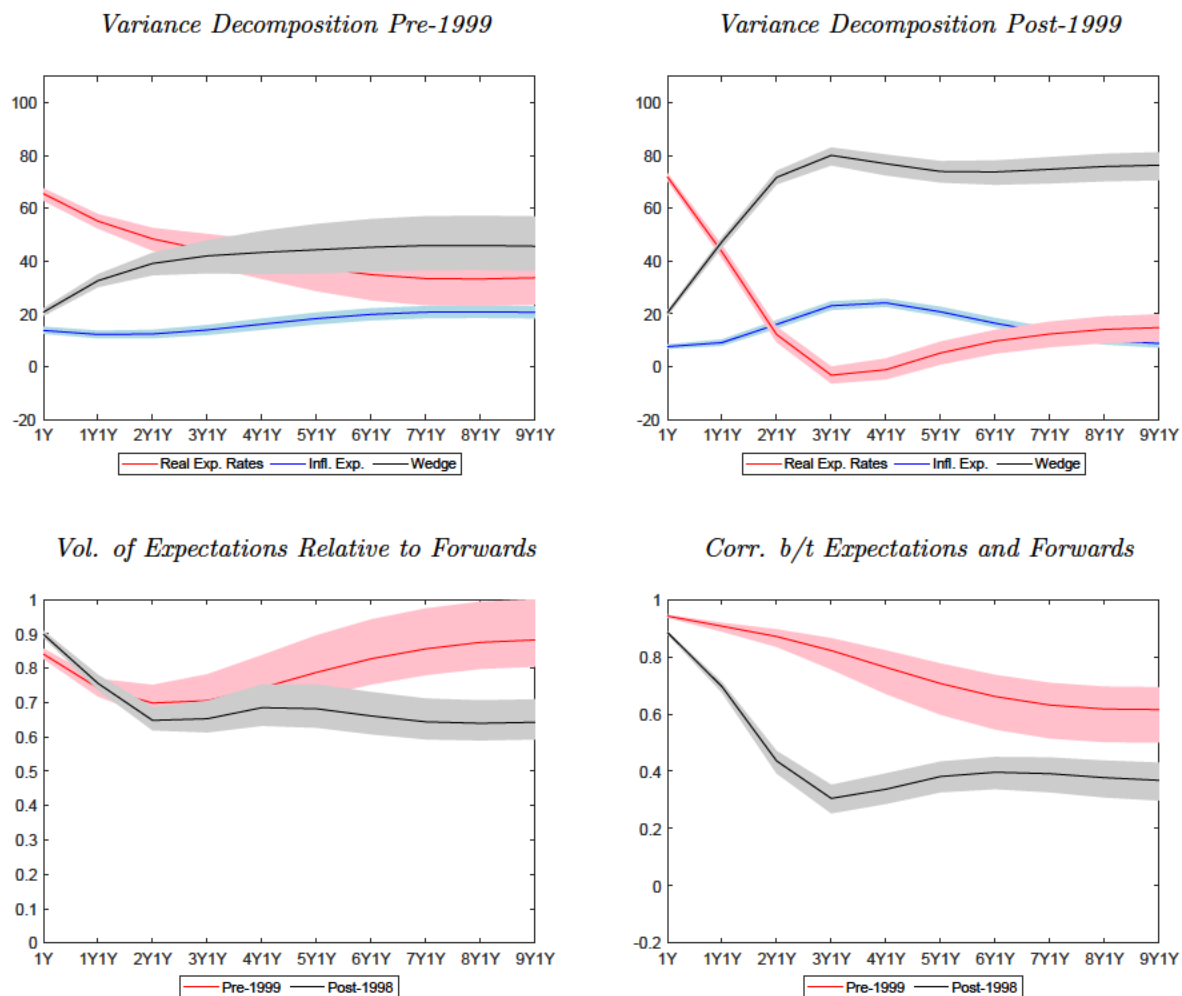 Variance Decomposition Pre-1999
100
80
60
40
20
0
-20
1Y 1Y1Y 2Y1Y 3Y1Y 4Y1Y 5Y1Y 6Y1Y 7Y1Y 8Y1Y 9Y1Y
Real Exp. Rates Infl. Exp. Wedge
Variance Decomposition Post-1999
100
80
60
40
20
0
-20
1Y 1Y1Y 2Y1Y 3Y1Y 4Y1Y 5Y1Y 6Y1Y 7Y1Y 8Y1Y 9Y1Y
Real Exp. Rates Infl. Exp. Wedge
Vol. of Expectations Relative to Forwards
1
0.9
0.8
0.7
0.6
0.5
0.4
0.3
0.2
0.1
0
1Y 1Y1Y 2Y1Y 3Y1Y 4Y1Y 5Y1Y 6Y1Y 7Y1Y 8Y1Y 9Y1Y
Pre-1999 Post-1998
Corr. b/t Expectations and Forwards
1
0.8
0.6
0.4
0.2
0
-0.2
1Y 1Y1Y 2Y1Y 3Y1Y 4Y1Y 5Y1Y 6Y1Y 7Y1Y 8Y1Y 9Y1Y
Pre-1999 Post-1998